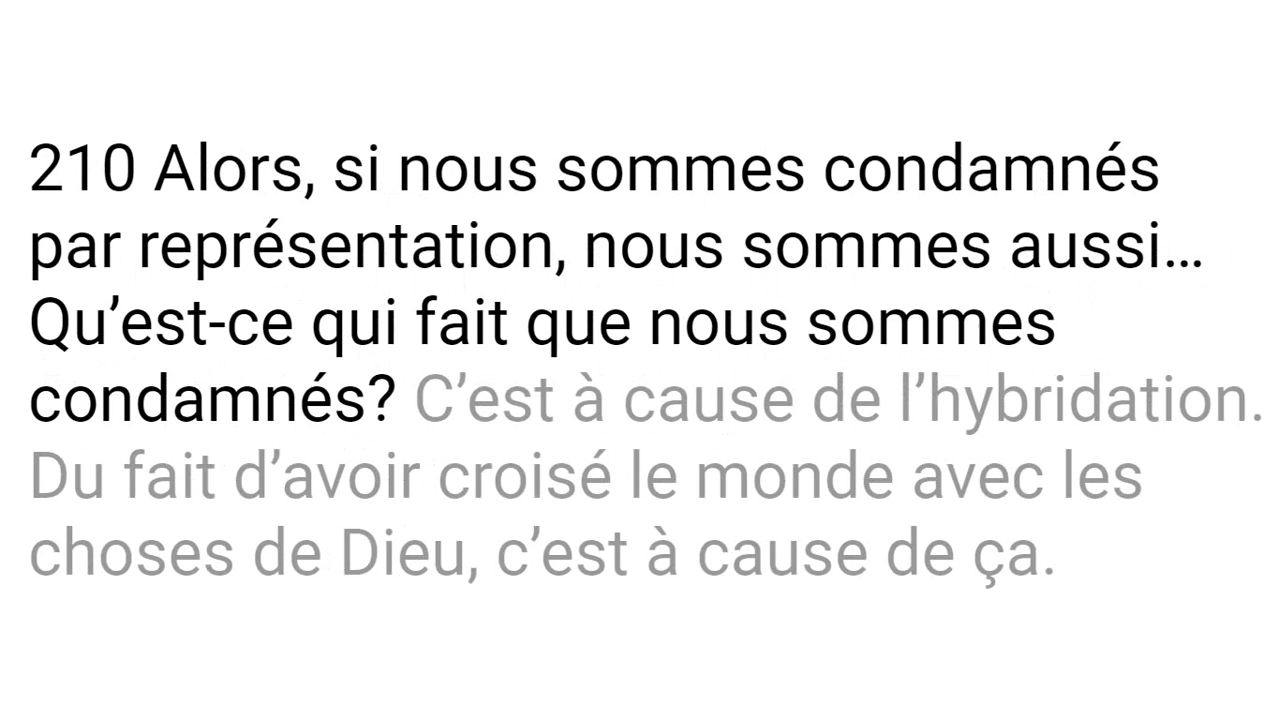 210 Alors, si nous sommes condamnés
par représentation, nous sommes aussi…
Qu’est-ce qui fait que nous sommes
condamnés? C’est à cause de l’hybridation.
Du fait d’avoir croisé le monde avec les
choses de Dieu, c’est à cause de ça.